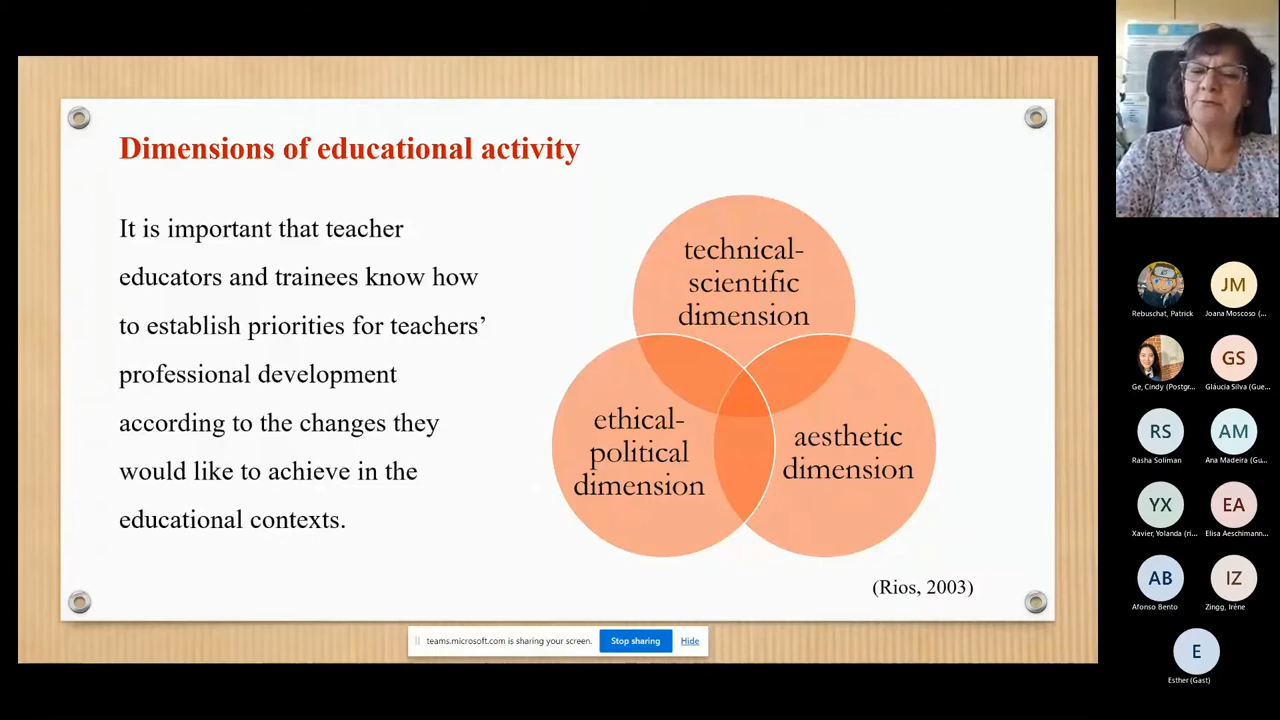 Dimensions of educational activity
It is important that teacher
educators and trainees know how
to establish priorities for teachers’
professional development
according to the changes they
would like to achieve in the
educational contexts.
technical-
scientific
dimension
ethical-
political
dimension
aesthetic
dimension
(Rios, 2003)
teams.microsoft.com is sharing your screen.
Stop sharing
Hide
Rebuschat, Patrick
JM
Joana Moscoso (...
Ge, Cindy (Postgr...
GS
Gláucia Silva (Gue...
RS
Rasha Soliman
AM
Ana Madeira (Gu...
YX
Xavier, Yolanda (ri...
EA
Elisa Aeschimann...
AB
Afonso Bento
IZ
Zingg, Irène
E
Esther (Gast)